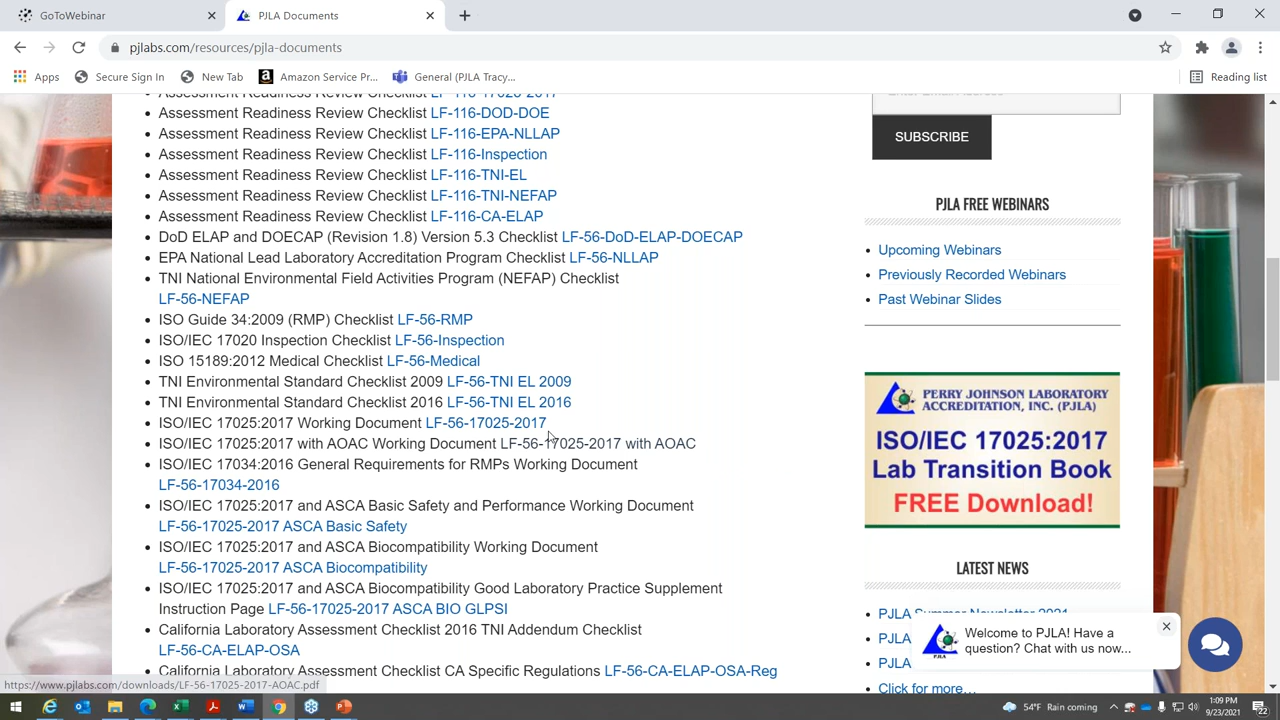 GoToWebinar
PJLA Documents
pjlabs.com/resources/pjla-documents
Apps
Secure Sign In
New Tab
Amazon Service Pr...
General (PJLA Tracy...
Reading list
Assessment Readiness Review Checklist LF-116-17025-2017
Assessment Readiness Review Checklist LF-116-DOD-DOE
Assessment Readiness Review Checklist LF-116-EPA-NLLAP
Assessment Readiness Review Checklist LF-116-Inspection
Assessment Readiness Review Checklist LF-116-TNI-EL
Assessment Readiness Review Checklist LF-116-TNI-NEFAP
Assessment Readiness Review Checklist LF-116-CA-ELAP
DoD ELAP and DOECAP (Revision 1.8) Version 5.3 Checklist LF-56-DoD-ELAP-DOECAP
EPA National Lead Laboratory Accreditation Program Checklist LF-56-NLLAP
TNI National Environmental Field Activities Program (NEFAP) Checklist
LF-56-NEFAP
ISO Guide 34:2009 (RMP) Checklist LF-56-RMP
ISO/IEC 17020 Inspection Checklist LF-56-Inspection
ISO 15189:2012 Medical Checklist LF-56-Medical
TNI Environmental Standard Checklist 2009 LF-56-TNI EL 2009
TNI Environmental Standard Checklist 2016 LF-56-TNI EL 2016
ISO/IEC 17025:2017 Working Document LF-56-17025-2017
ISO/IEC 17025:2017 with AOAC Working Document LF-56-17025-2017 with AOAC
ISO/IEC 17034:2016 General Requirements for RMPs Working Document
LF-56-17034-2016
ISO/IEC 17025:2017 and ASCA Basic Safety and Performance Working Document
LF-56-17025-2017 ASCA Basic Safety
ISO/IEC 17025:2017 and ASCA Biocompatibility Working Document
LF-56-17025-2017 ASCA Biocompatibility
ISO/IEC 17025:2017 and ASCA Biocompatibility Good Laboratory Practice Supplement
Instruction Page LF-56-17025-2017 ASCA BIO GLPSI
California Laboratory Assessment Checklist 2016 TNI Addendum Checklist
LF-56-CA-ELAP-OSA
California Laboratory Assessment Checklist CA Specific Regulations LF-56-CA-ELAP-OSA-Reg
SUBSCRIBE
PJLA FREE WEBINARS
Upcoming Webinars
Previously Recorded Webinars
Past Webinar Slides
PERRY JOHNSON LABORATORY
ACCREDITATION, INC. (PJLA)
ISO/IEC 17025:2017
Lab Transition Book
FREE Download!
LATEST NEWS
PJLA Summer Newsletter 2021
PJLA
PJLA
Click for more...
PJLA
Welcome to PJLA! Have a
question? Chat with us now...
https://www.pjlabs.com/downloads/LF-56-17025-2017-AOAC.pdf
54°F Rain coming
1:09 PM
9/23/2021
22